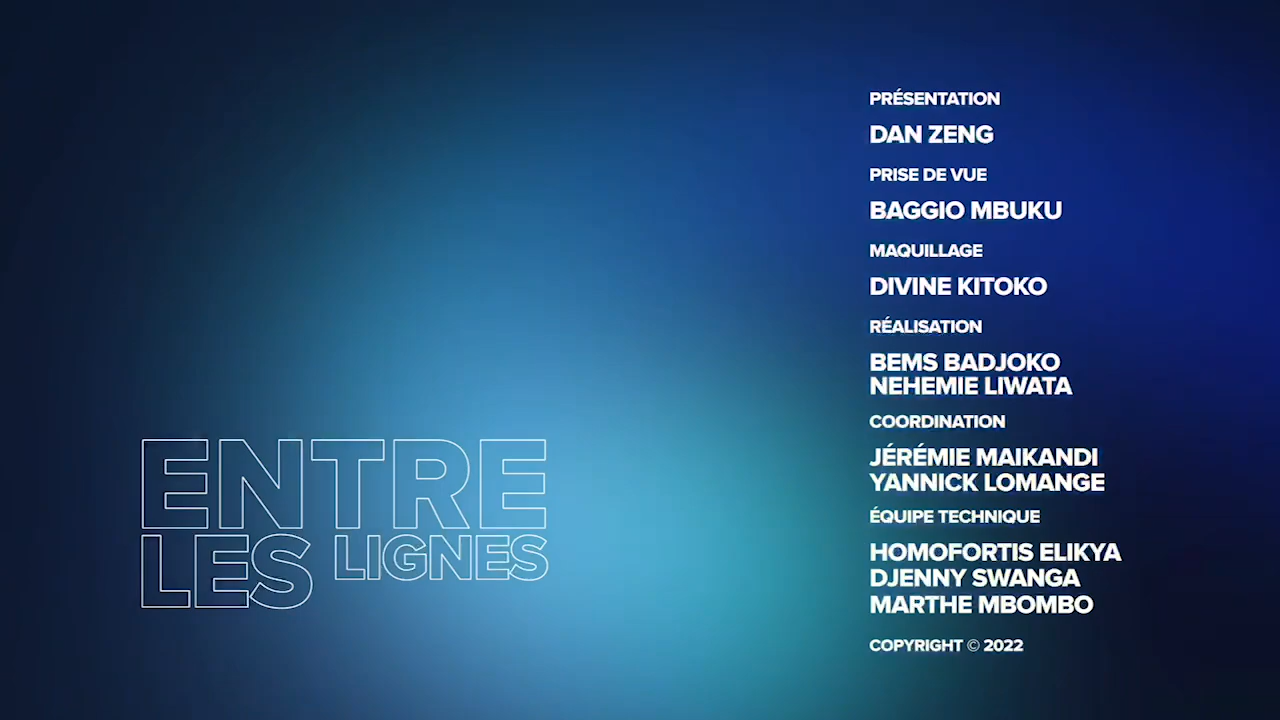 ENTRE
LES LIGNES
PRÉSENTATION
DAN ZENG
PRISE DE VUE
BAGGIO MBUKU
MAQUILLAGE
DIVINE KITOKO
RÉALISATION
BEMS BADJOKO
NEHEMIE LIWATA
COORDINATION
JÉRÉMIE MAIKANDI
YANNICK LOMANGE
ÉQUIPE TECHNIQUE
HOMOFORTIS ELIKYA
DJENNY SWANGA
MARTHE MBOMBO
COPYRIGHT © 2022